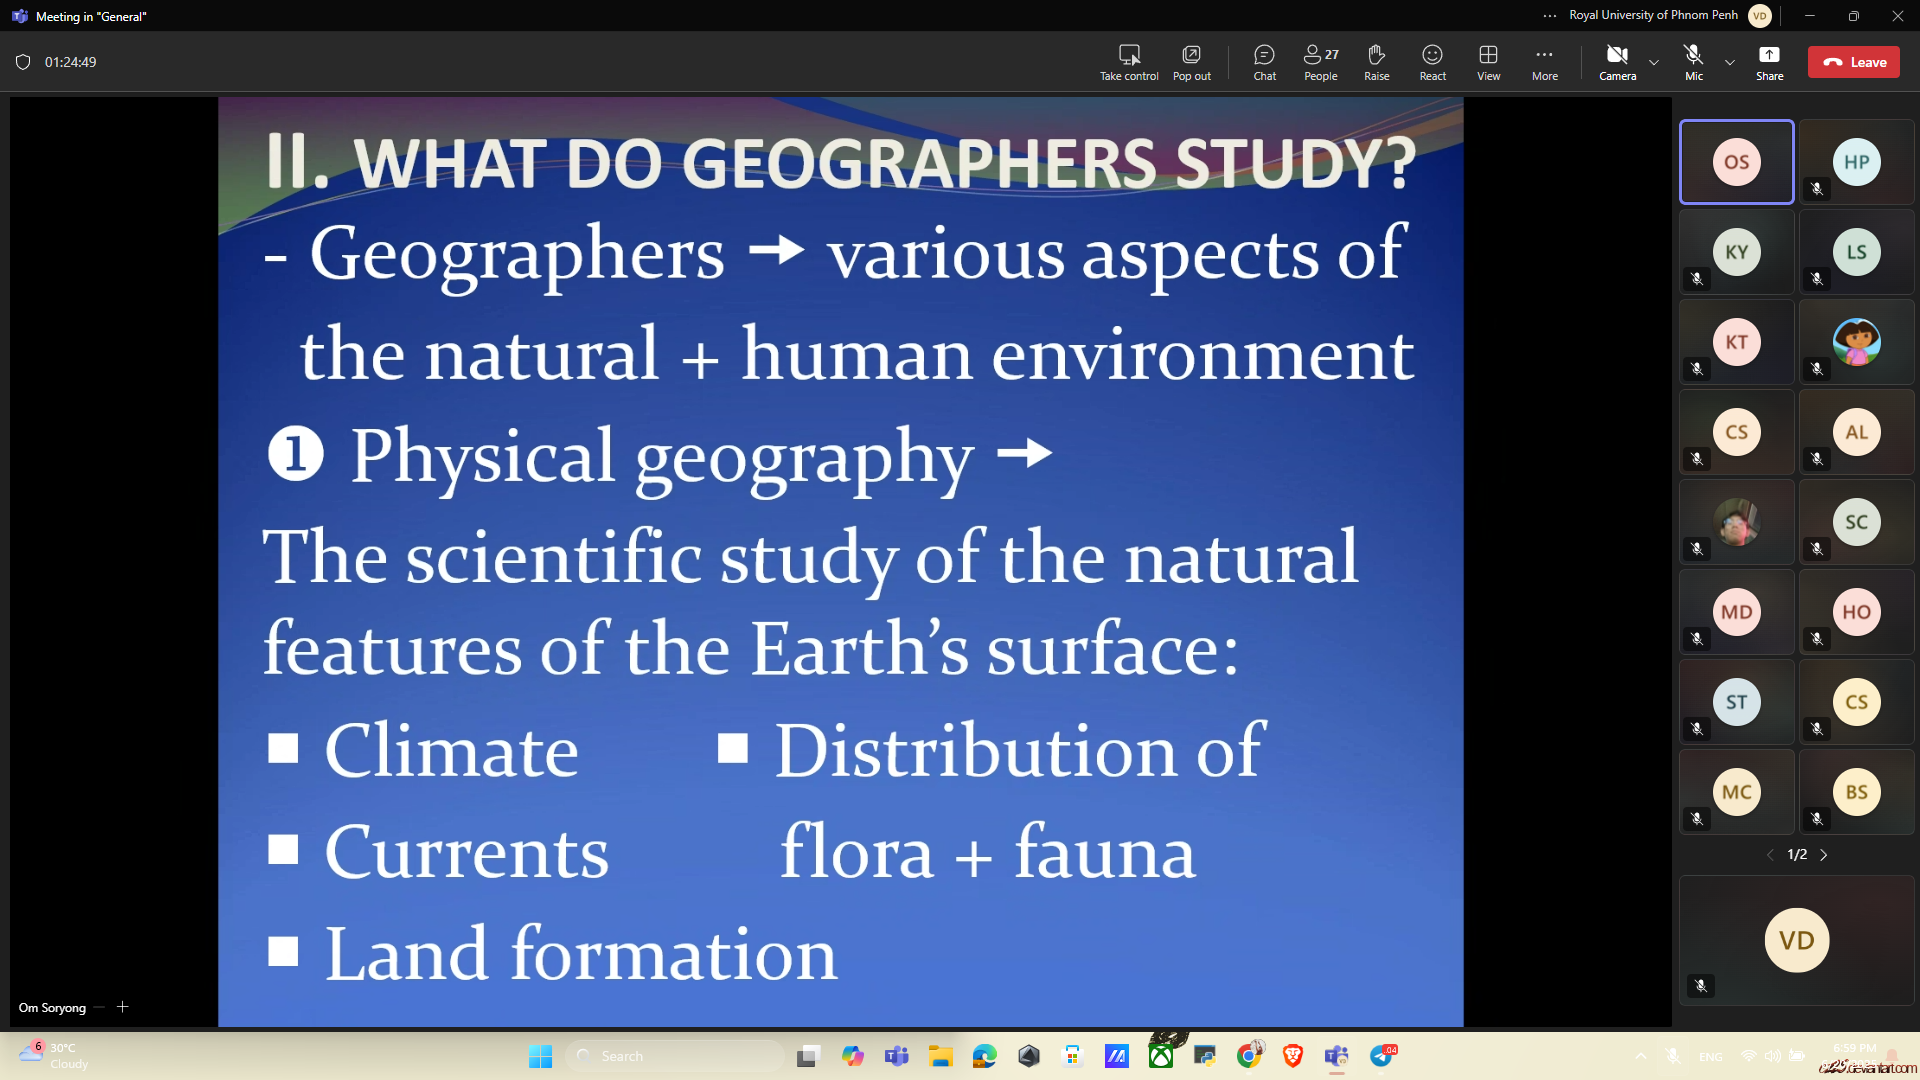 Meeting in "General"
Royal University of Phnom Penh
VD
01:24:49
Take control
Pop out
Chat
27
People
Raise
React
View
More
Camera
Mic
Share
Leave
II. WHAT DO GEOGRAPHERS STUDY?
- Geographers → various aspects of
the natural + human environment
❶ Physical geography →
The scientific study of the natural
features of the Earth's surface:
■ Climate
■ Distribution of
■ Currents
flora + fauna
■ Land formation
OS
HP
KY
LS
KT
CS
AL
SC
MD
HO
ST
CS
MC
BS
1/2
VD
Om Soryong
6
30°C
Cloudy
Search
ENG
6:59 PM